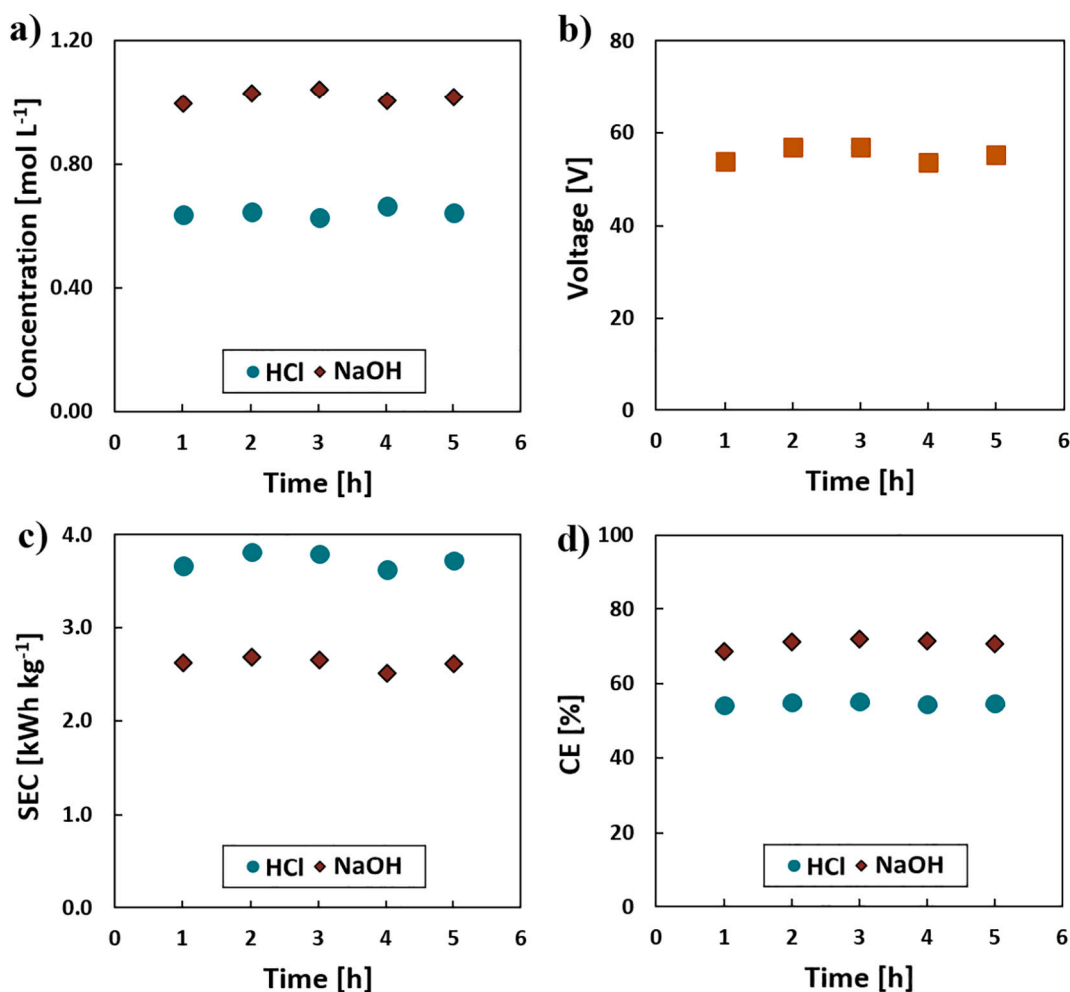 a)
Concentration [mol L⁻¹]
1.20
0.80
0.40
0.00
HCl NaOH
0 1 2 3 4 5 6
Time [h]
b)
Voltage [V]
80
60
40
20
0
0 1 2 3 4 5 6
Time [h]
c)
SEC [kWh kg⁻¹]
4.0
3.0
2.0
1.0
0.0
HCl NaOH
0 1 2 3 4 5 6
Time [h]
d)
CE [%]
100
80
60
40
20
0
HCl NaOH
0 1 2 3 4 5 6
Time [h]